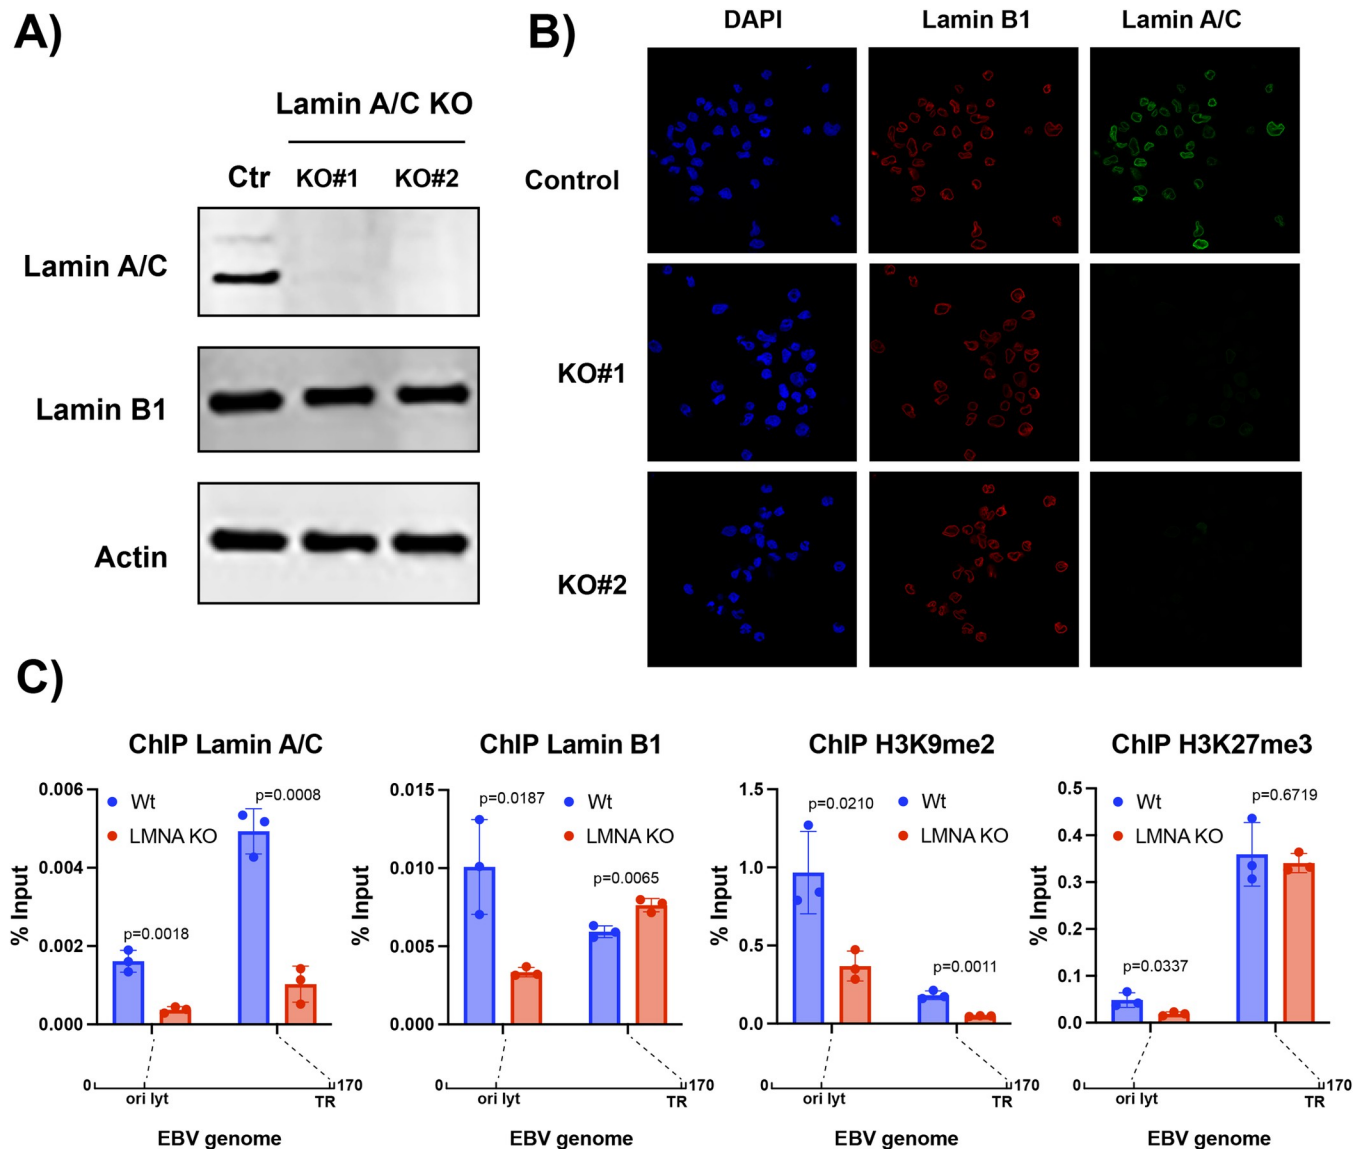 A)
Lamin A/C KO
Ctr KO#1 KO#2
Lamin A/C
Lamin B1
Actin
B)
DAPI Lamin B1 Lamin A/C
Control
KO#1
KO#2
C)
ChIP Lamin A/C
% Input
0.006
0.004
0.002
0.000
Wt
LMNA KO
p=0.0018
p=0.0008
0 170
ori lyt TR
EBV genome
ChIP Lamin B1
% Input
0.015
0.010
0.005
0.000
Wt
LMNA KO
p=0.0187
p=0.0065
0 170
ori lyt TR
EBV genome
ChIP H3K9me2
% Input
1.5
1.0
0.5
0.0
Wt
LMNA KO
p=0.0210
p=0.0011
0 170
ori lyt TR
EBV genome
ChIP H3K27me3
% Input
0.5
0.4
0.3
0.2
0.1
0.0
Wt
LMNA KO
p=0.0337
p=0.6719
0 170
ori lyt TR
EBV genome